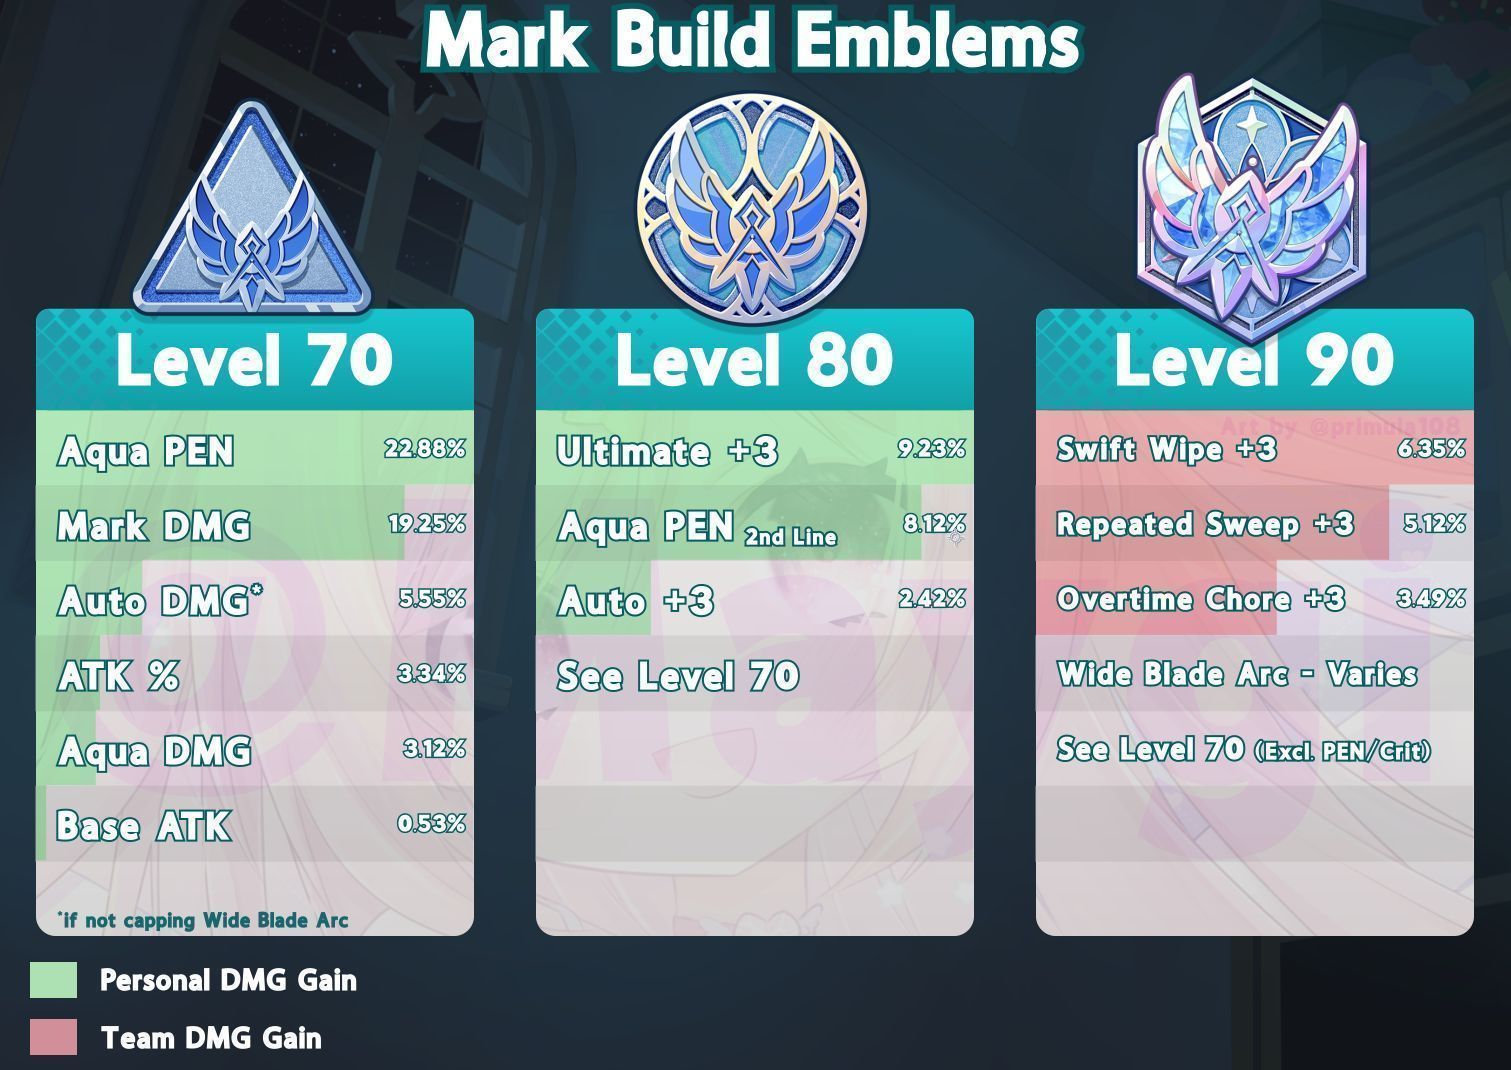 Mark Build Emblems
Level 70
Aqua PEN 22.88%
Mark DMG 19.25%
Auto DMG* 5.55%
ATK % 3.34%
Aqua DMG 3.12%
Base ATK 0.53%
*if not capping Wide Blade Arc
Level 80
Ultimate +3 9.23%
Aqua PEN 2nd Line 8.12%
Auto +3 2.42%
See Level 70
Level 90
Art by @primula108
Swift Wipe +3 6.35%
Repeated Sweep +3 5.12%
Overtime Chore +3 3.49%
Wide Blade Arc - Varies
See Level 70 (Excl. PEN/Crit)
@Maygi
Personal DMG Gain
Team DMG Gain